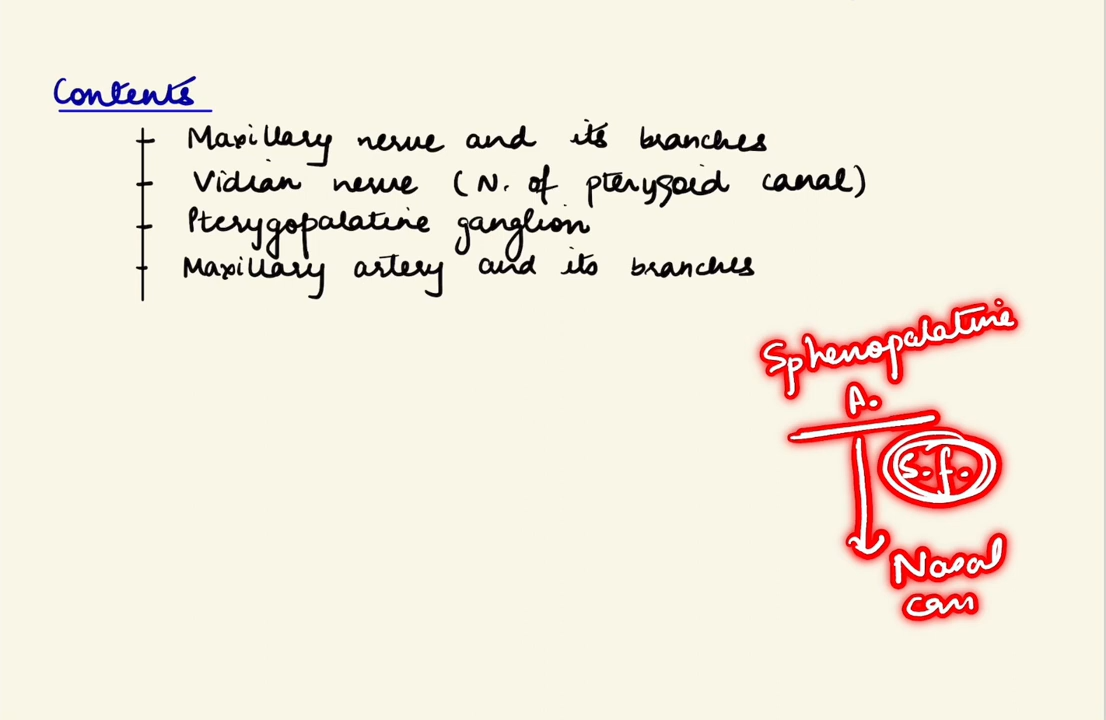 Contents
Maxillary nerve and its branches
Vidian nerve (N. of pterygoid canal)
Pterygopalatine ganglion
Maxillary artery and its branches
Sphenopalatine
A.
S.f.
Nasal
cav